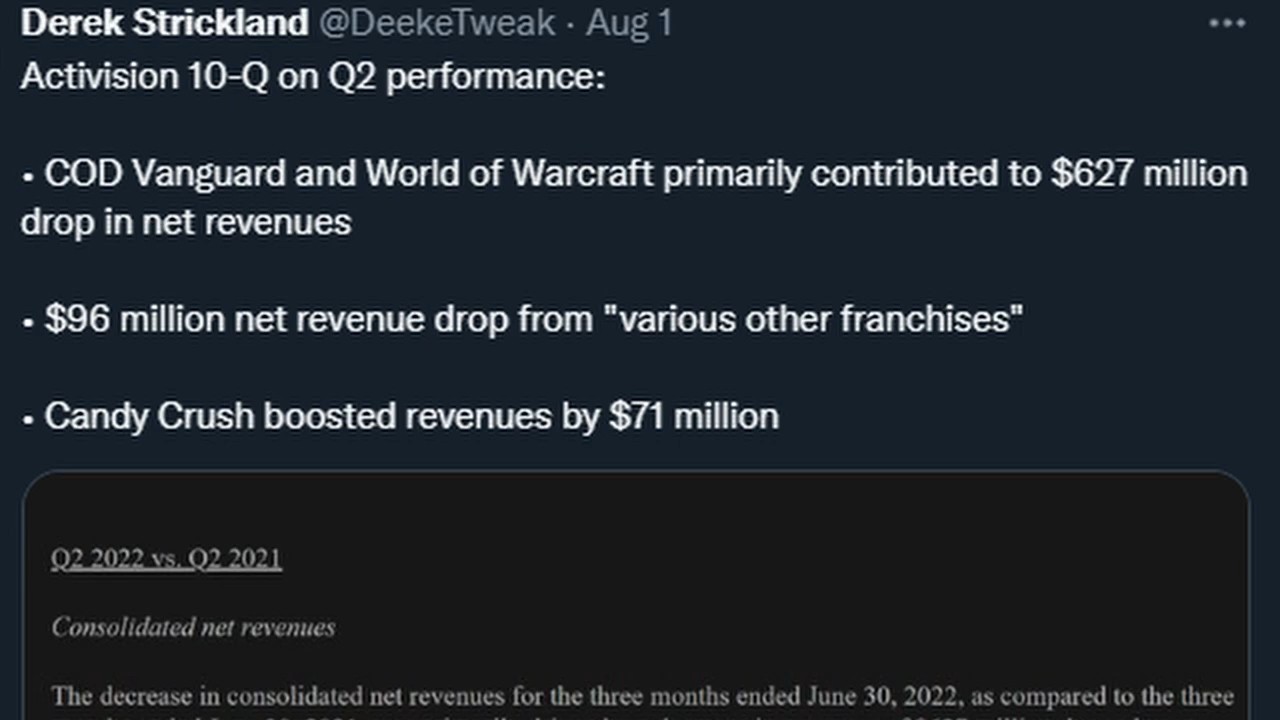 Derek Strickland @DeekeTweak · Aug 1
Activision 10-Q on Q2 performance:
• COD Vanguard and World of Warcraft primarily contributed to $627 million
drop in net revenues
• $96 million net revenue drop from "various other franchises"
• Candy Crush boosted revenues by $71 million
Q2 2022 vs. Q2 2021
Consolidated net revenues
The decrease in consolidated net revenues for the three months ended June 30, 2022, as compared to the three